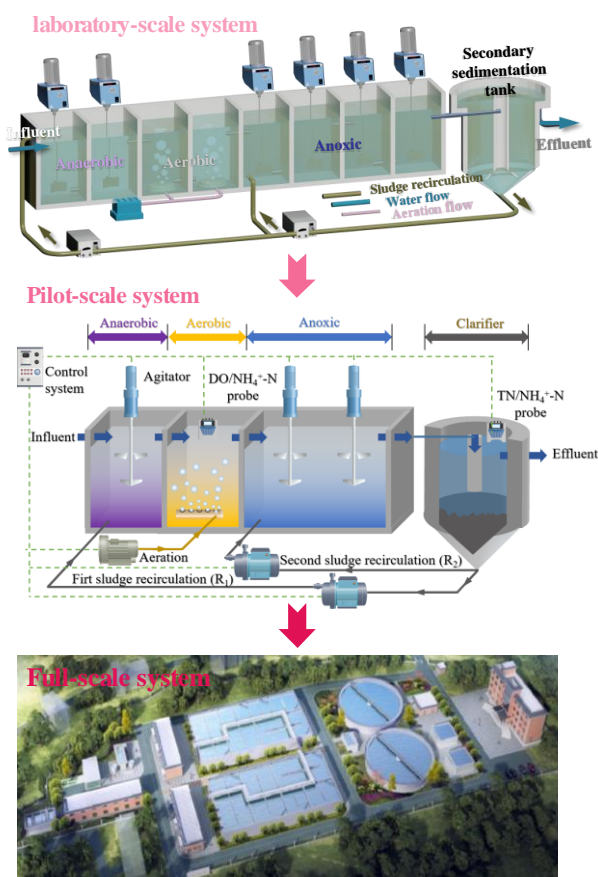 laboratory-scale system
Secondary
sedimentation
tank
Influent
Anaerobic
Aerobic
Anoxic
Effluent
Sludge recirculation
Water flow
Aeration flow
Pilot-scale system
Anaerobic
Aerobic
Anoxic
Clarifier
Control
system
Agitator
DO/NH₄⁺-N
probe
TN/NH₄⁺-N
probe
Influent
Effluent
Aeration
Second sludge recirculation (R₂)
Firt sludge recirculation (R₁)
Full-scale system